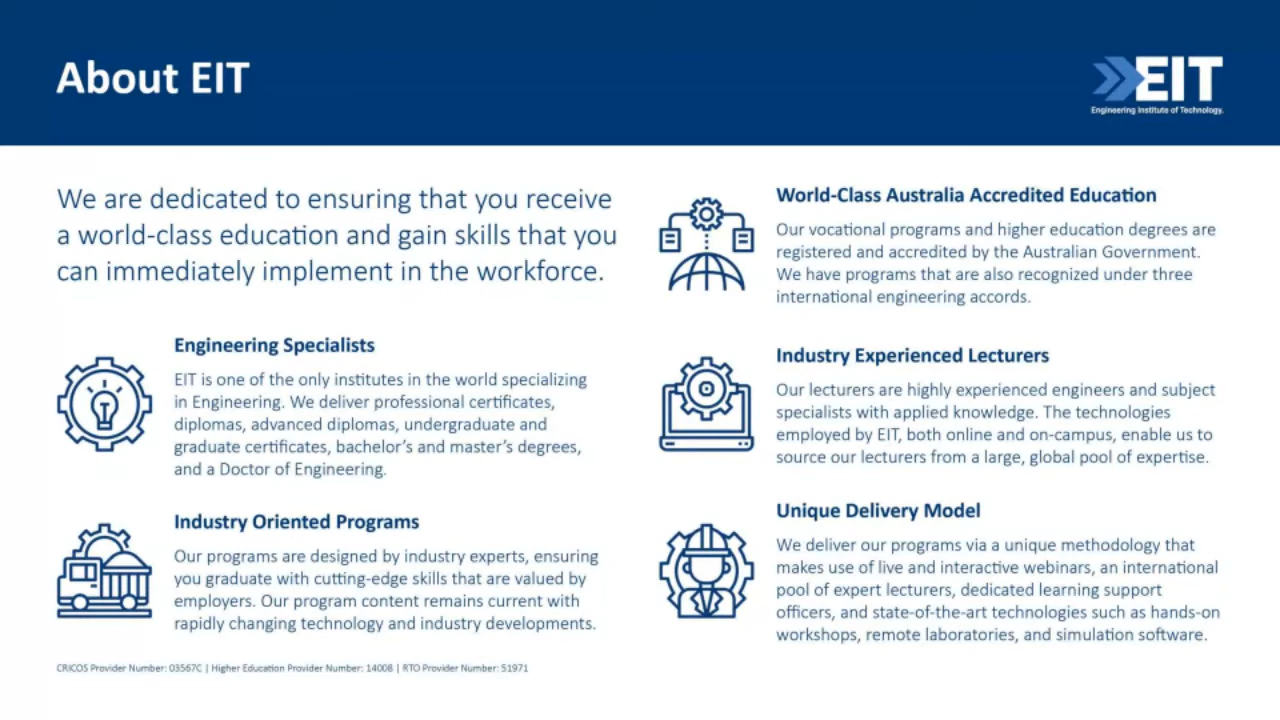 About EIT
EIT
Engineering Institute of Technology.
We are dedicated to ensuring that you receive
a world-class education and gain skills that you
can immediately implement in the workforce.
Engineering Specialists
EIT is one of the only institutes in the world specializing
in Engineering. We deliver professional certificates,
diplomas, advanced diplomas, undergraduate and
graduate certificates, bachelor's and master's degrees,
and a Doctor of Engineering.
Industry Oriented Programs
Our programs are designed by industry experts, ensuring
you graduate with cutting-edge skills that are valued by
employers. Our program content remains current with
rapidly changing technology and industry developments.
World-Class Australia Accredited Education
Our vocational programs and higher education degrees are
registered and accredited by the Australian Government.
We have programs that are also recognized under three
international engineering accords.
Industry Experienced Lecturers
Our lecturers are highly experienced engineers and subject
specialists with applied knowledge. The technologies
employed by EIT, both online and on-campus, enable us to
source our lecturers from a large, global pool of expertise.
Unique Delivery Model
We deliver our programs via a unique methodology that
makes use of live and interactive webinars, an international
pool of expert lecturers, dedicated learning support
officers, and state-of-the-art technologies such as hands-on
workshops, remote laboratories, and simulation software.
CRICOS Provider Number: 03567C | Higher Education Provider Number: 14008 | RTO Provider Number: 51971